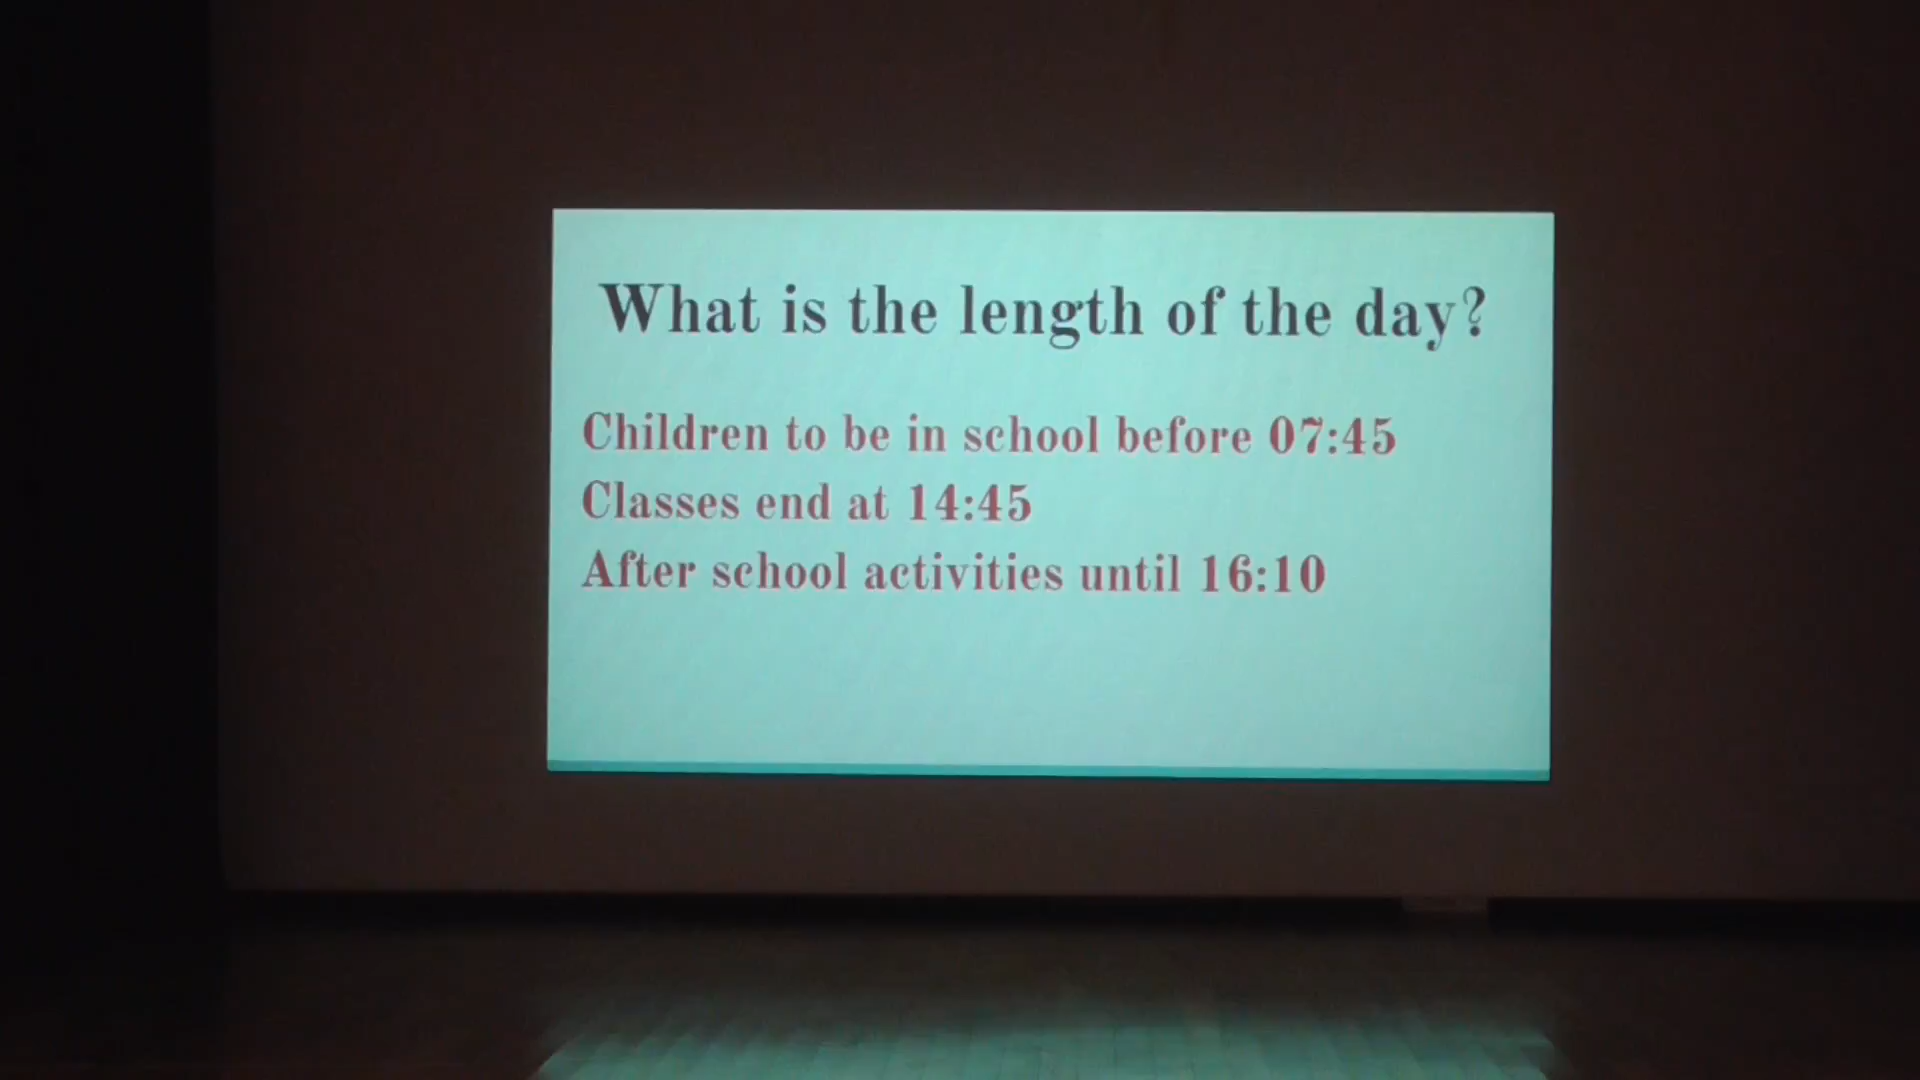 What is the length of the day?
Children to be in school before 07:45
Classes end at 14:45
After school activities until 16:10